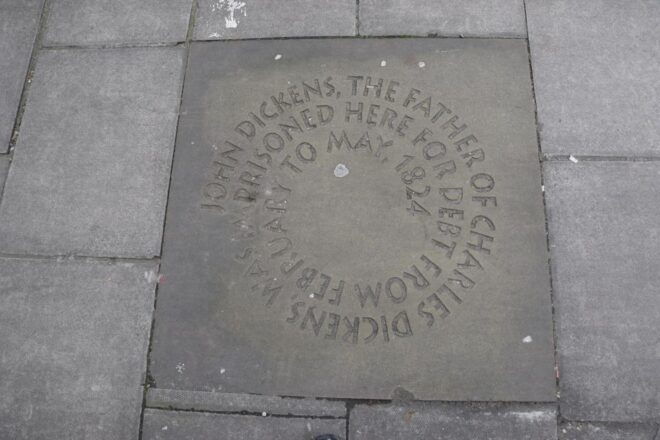 JOHN DICKENS, THE FATHER OF CHARLES DICKENS, WAS IMPRISONED HERE FOR DEBT FROM FEBRUARY TO MAY, 1824